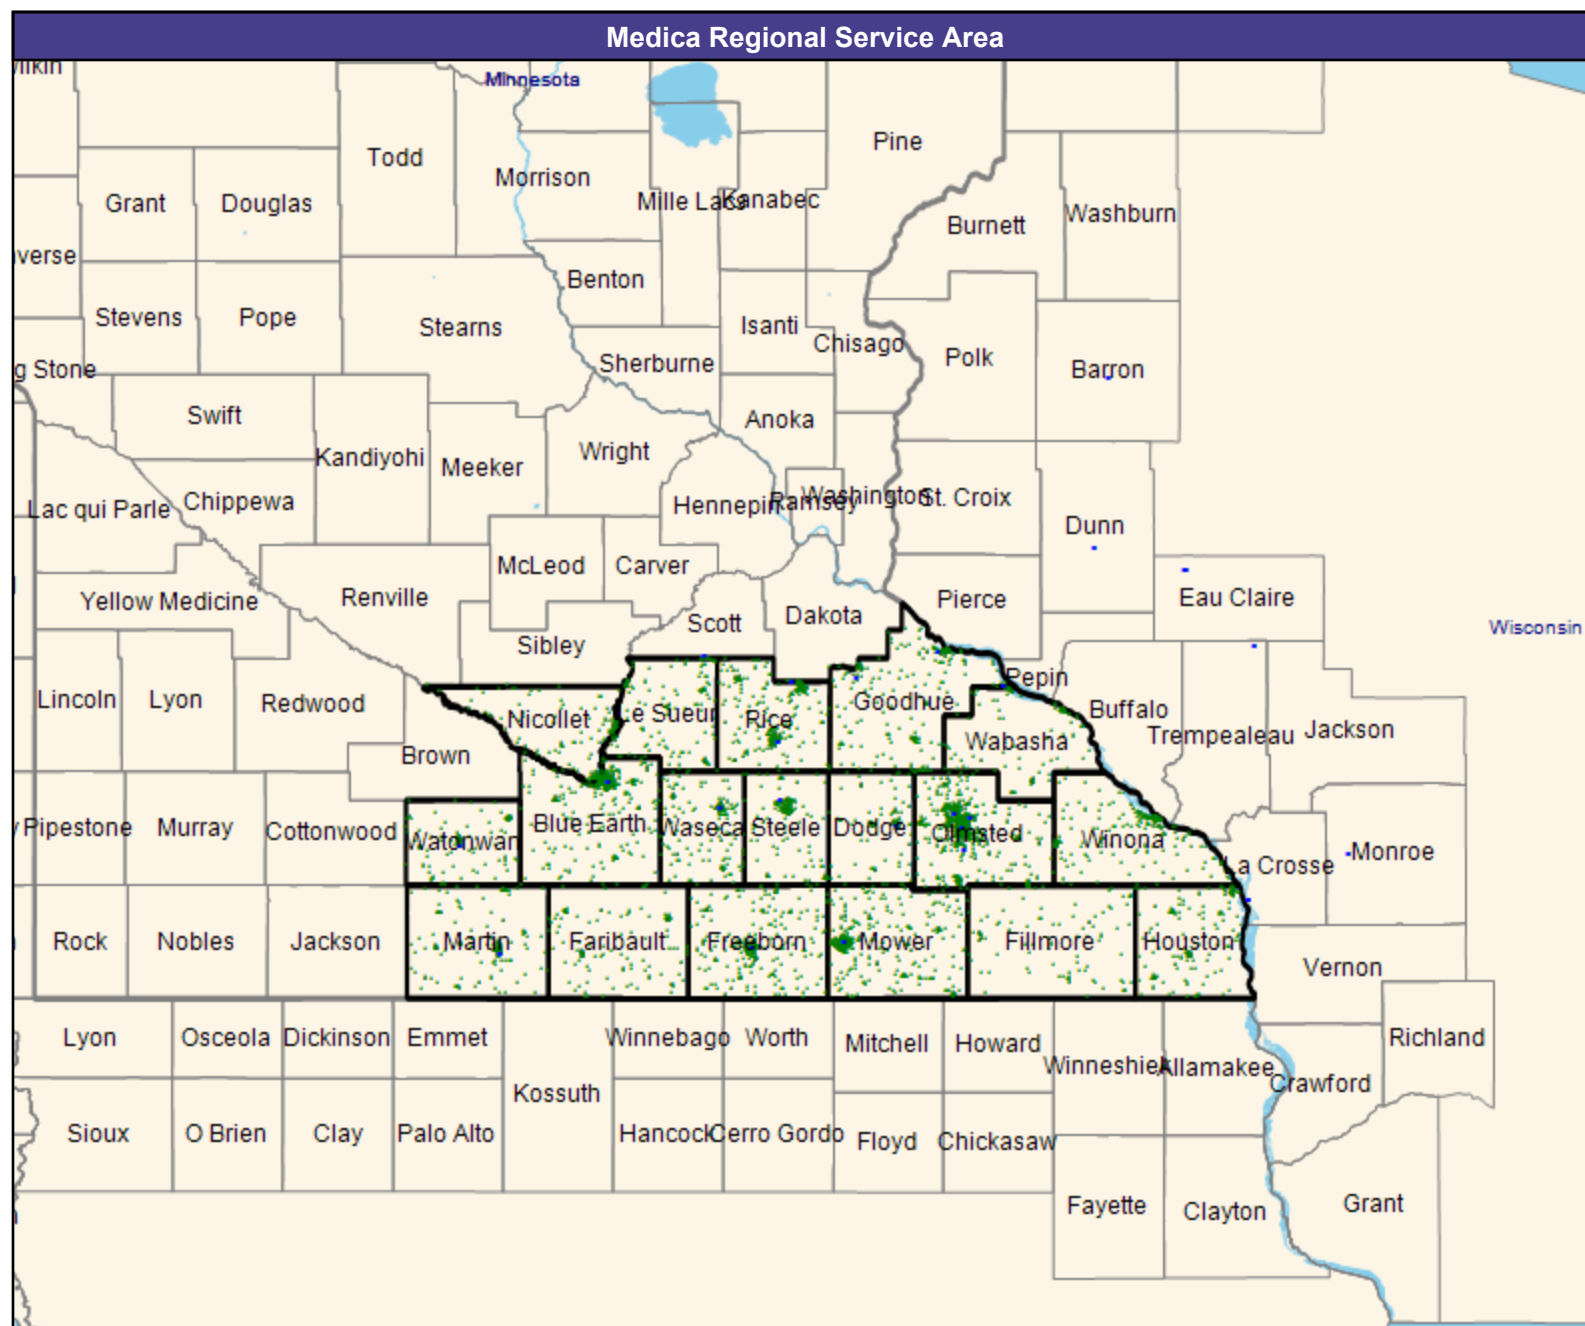 Medica Regional Service Area
Minnesota
Todd
Pine
Morrison
Mille Lacs
Kanabec
Grant
Douglas
Burnett
Washburn
Benton
Stevens
Pope
Stearns
Isanti
Chisago
Sherburne
Polk
Barron
g Stone
Swift
Anoka
Kandiyohi
Meeker
Wright
Lac qui Parle
Chippewa
Hennepin
Ramsey
Washington
St. Croix
Dunn
McLeod
Carver
Yellow Medicine
Renville
Pierce
Eau Claire
Scott
Dakota
Sibley
Wisconsin
Pepin
Lincoln
Lyon
Redwood
Nicollet
Le Sueur
Rice
Goodhue
Buffalo
Trempealeau
Jackson
Brown
Wabasha
Pipestone
Murray
Cottonwood
Watonwan
Blue Earth
Waseca
Steele
Dodge
Olmsted
Winona
La Crosse
Monroe
Rock
Nobles
Jackson
Martin
Faribault
Freeborn
Mower
Fillmore
Houston
Vernon
Lyon
Osceola
Dickinson
Emmet
Winnebago
Worth
Mitchell
Howard
Richland
Kossuth
Winneshiek
Allamakee
Crawford
Sioux
O Brien
Clay
Palo Alto
Hancock
Cerro Gordo
Floyd
Chickasaw
Fayette
Clayton
Grant